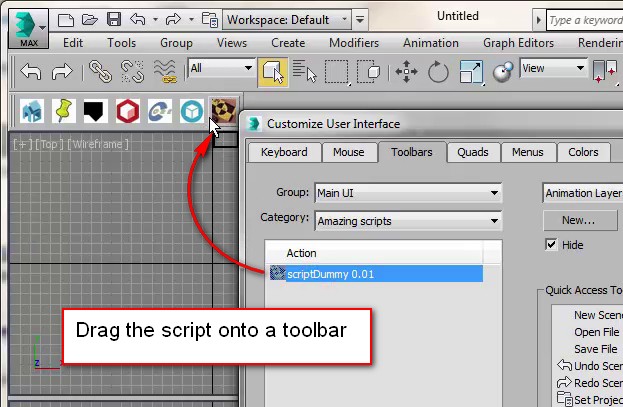 Workspace: Default
Untitled
Type a keyword
MAX
Edit Tools Group Views Create Modifiers Animation Graph Editors Rendering
All
View
[+][Top][Wireframe]
Customize User Interface
Keyboard Mouse Toolbars Quads Menus Colors
Group: Main UI
Animation Layer
Category: Amazing scripts
New...
Hide
Action
scriptDummy 0.01
Quick Access To
New Scen
Open File
Save File
Undo Scen
Redo Scen
Set Projec
Drag the script onto a toolbar
z x